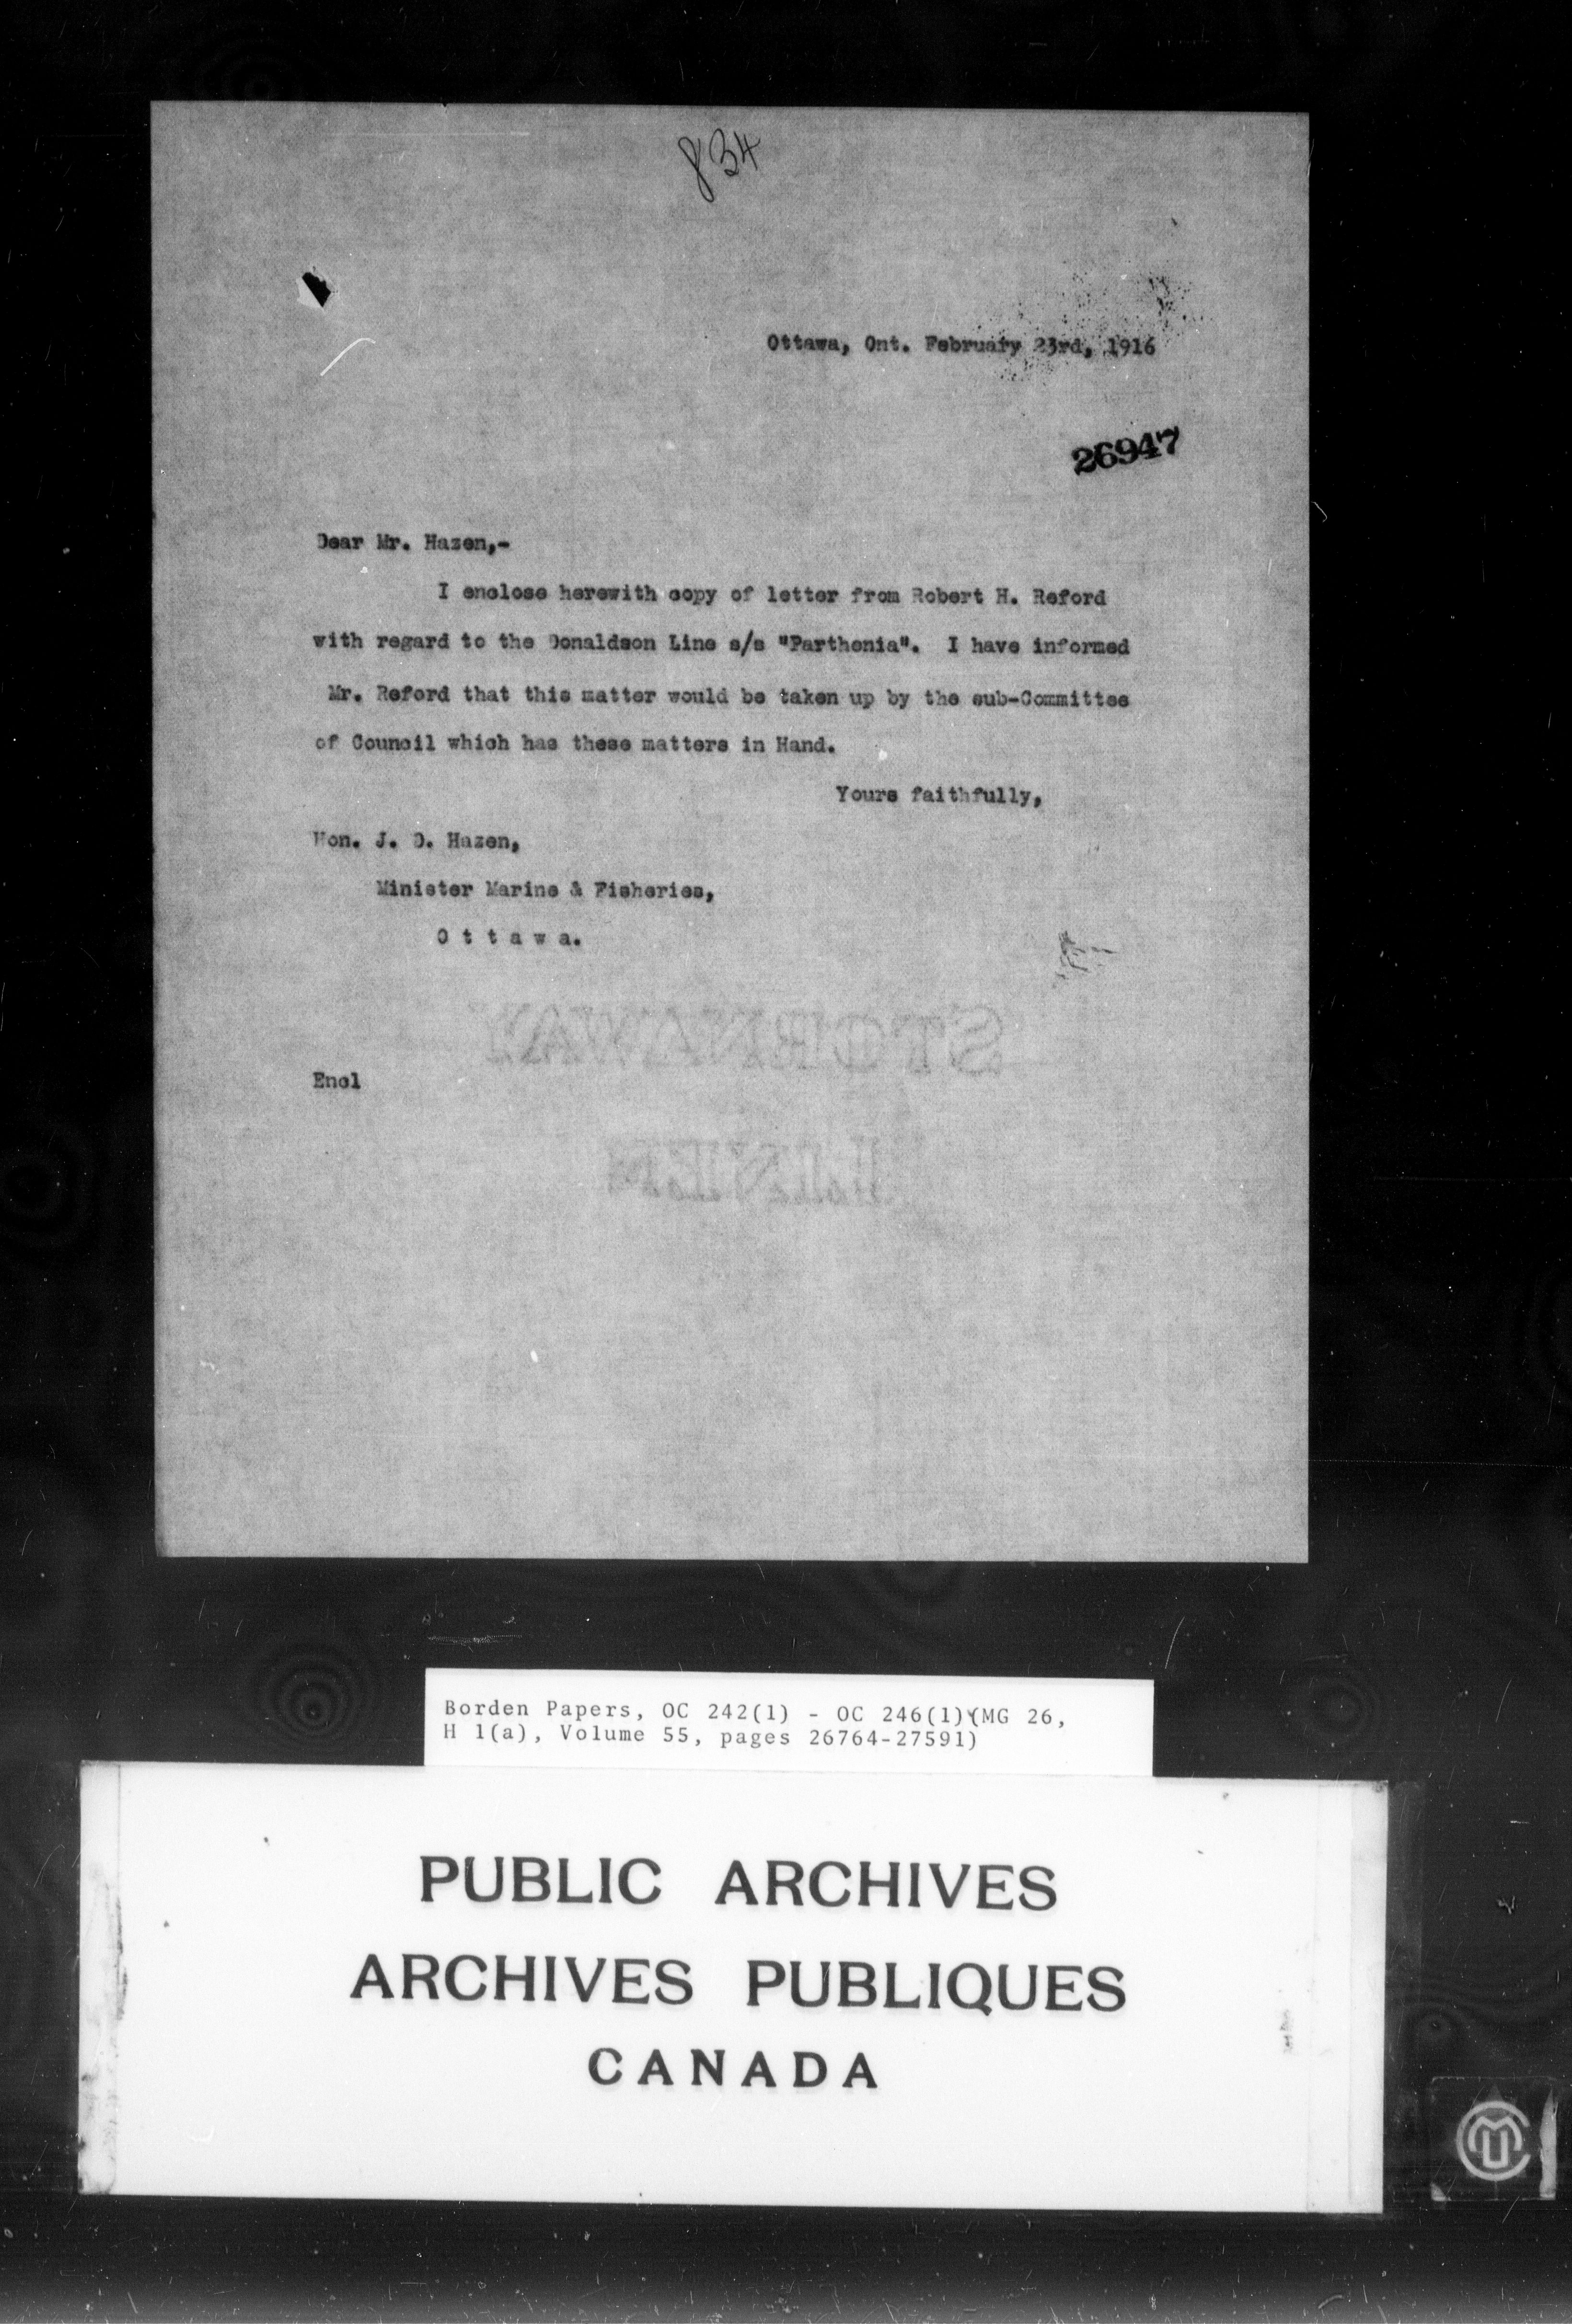 834
Ottawa, Ont. February 23rd, 1916
26947
Dear Mr. Hazen,-
I enclose herewith copy of letter from Robert H. Reford
with regard to the Donaldson Line s/s "Parthenia". I have informed
Mr. Reford that this matter would be taken up by the sub-Committee
of Council which has these matters in Hand.
Yours faithfully,
Hon. J. D. Hazen,
Minister Marine & Fisheries,
O t t a w a.
STORNAWAY
LINEN
Encl
Borden Papers, OC 242(1) - OC 246(1)(MG 26,
H 1(a), Volume 55, pages 26764-27591)
PUBLIC ARCHIVES
ARCHIVES PUBLIQUES
CANADA